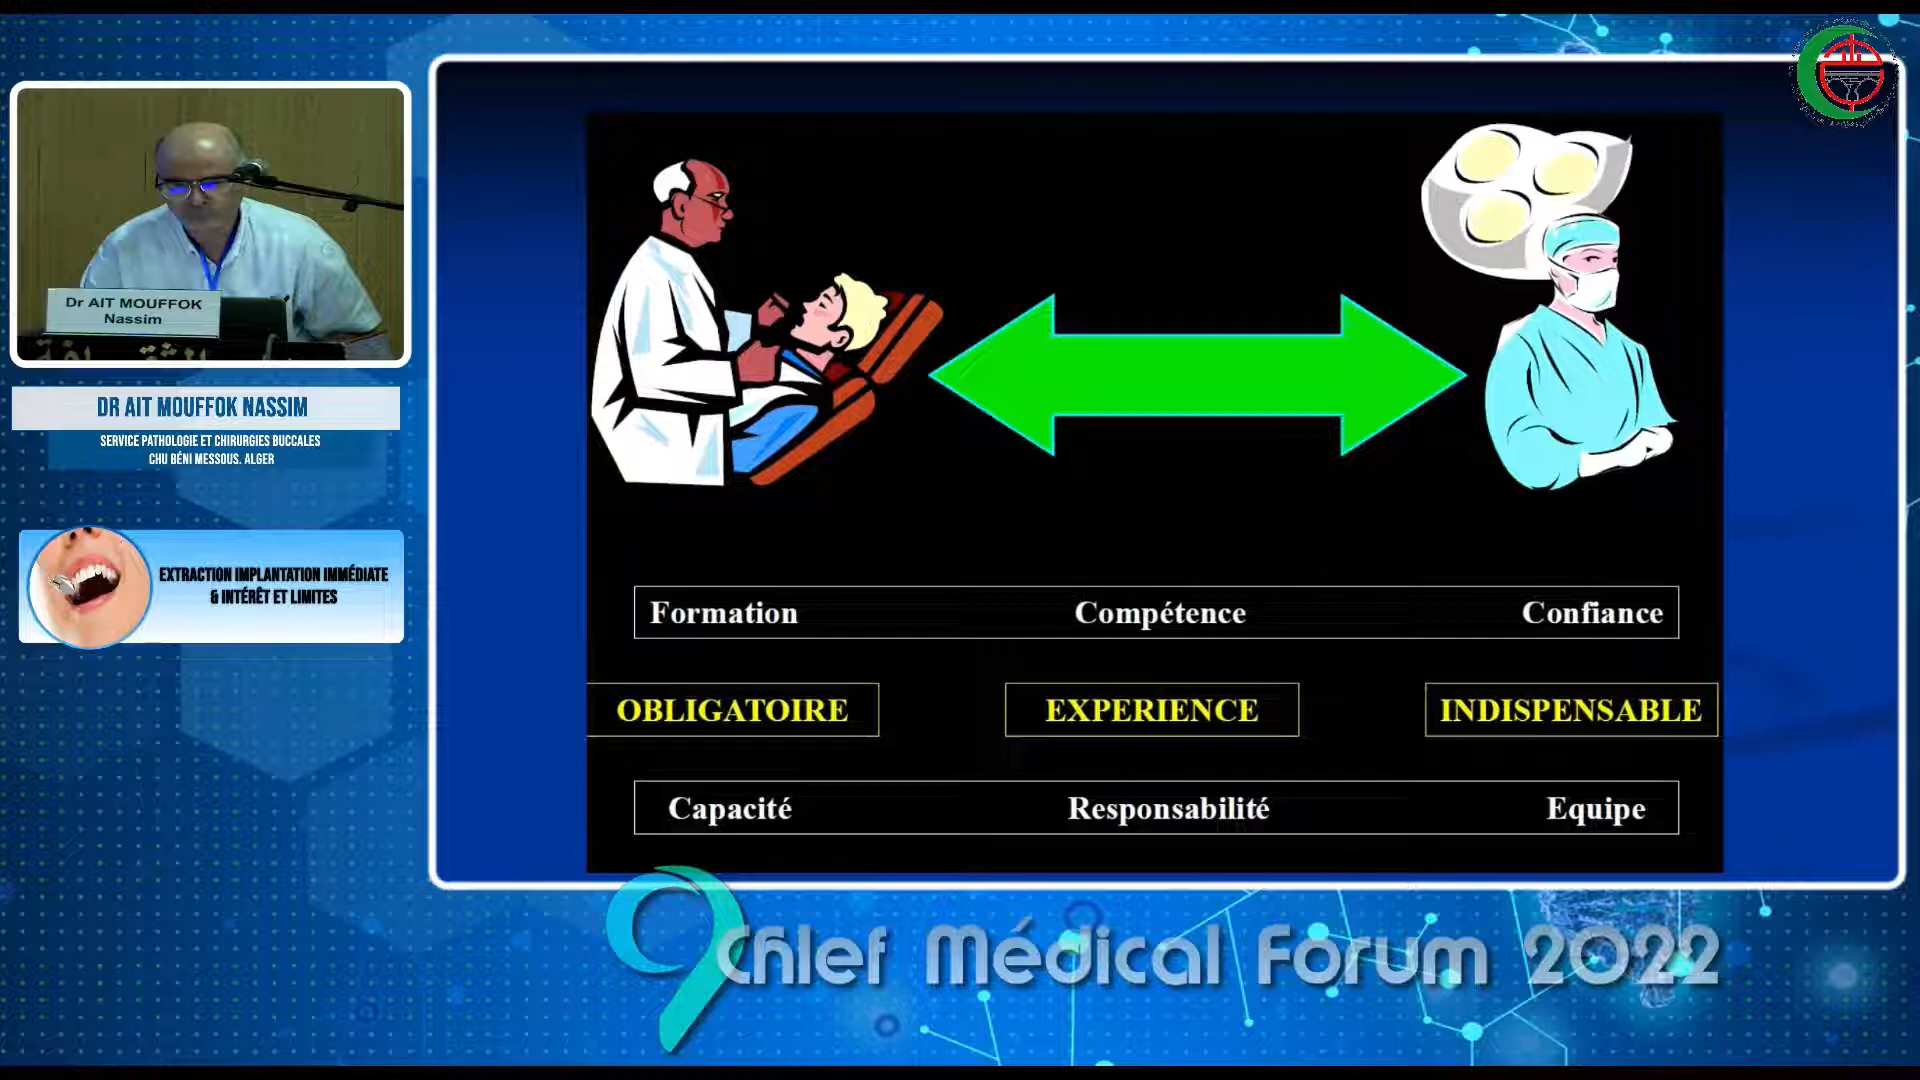 Dr AIT MOUFFOK
Nassim
DR AIT MOUFFOK NASSIM
SERVICE PATHOLOGIE ET CHIRURGIES BUCCALES
CHU BÉNI MESSOUS. ALGER
EXTRACTION IMPLANTATION IMMÉDIATE
& INTÉRÊT ET LIMITES
Formation Compétence Confiance
OBLIGATOIRE EXPERIENCE INDISPENSABLE
Capacité Responsabilité Equipe
9 Chlef Médical Forum 2022